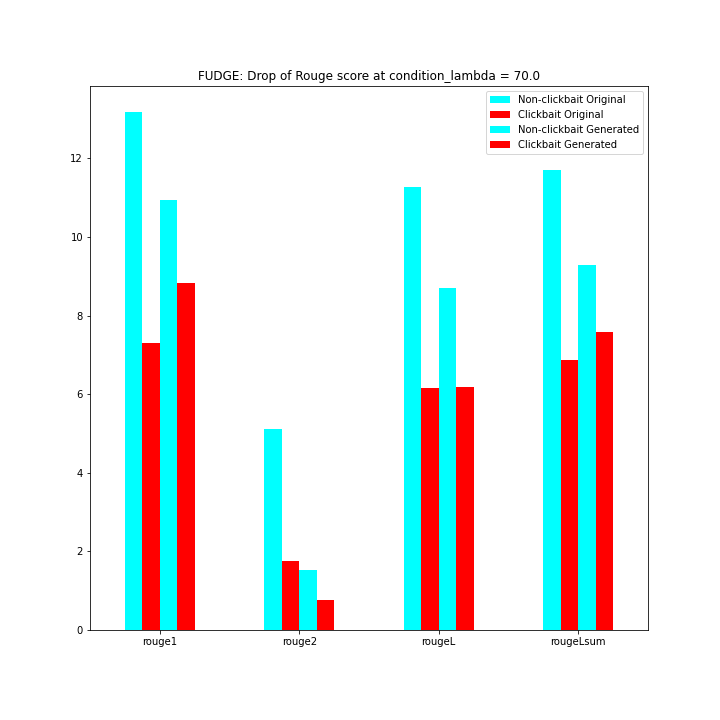 FUDGE: Drop of Rouge score at condition_lambda = 70.0
Non-clickbait Original
Clickbait Original
Non-clickbait Generated
Clickbait Generated
12
10
8
6
4
2
0
rouge1 rouge2 rougeL rougeLsum